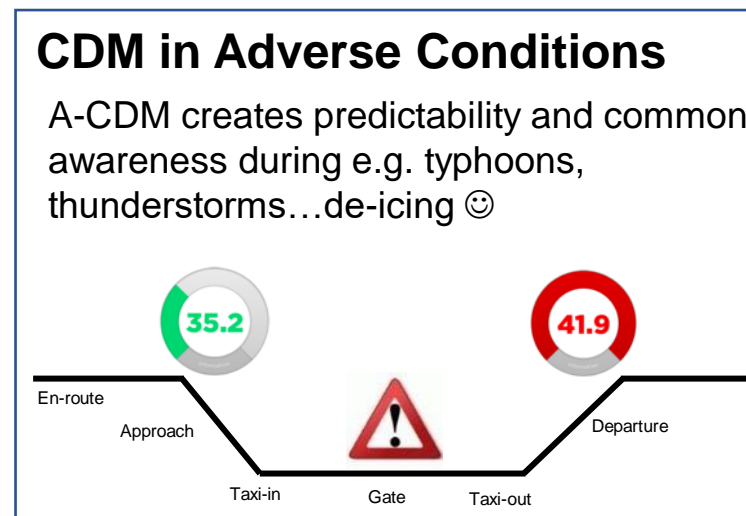 CDM in Adverse Conditions
A-CDM creates predictability and common
awareness during e.g. typhoons,
thunderstorms…de-icing ☺
35.2
41.9
En-route
Approach
Departure
Taxi-in
Gate
Taxi-out